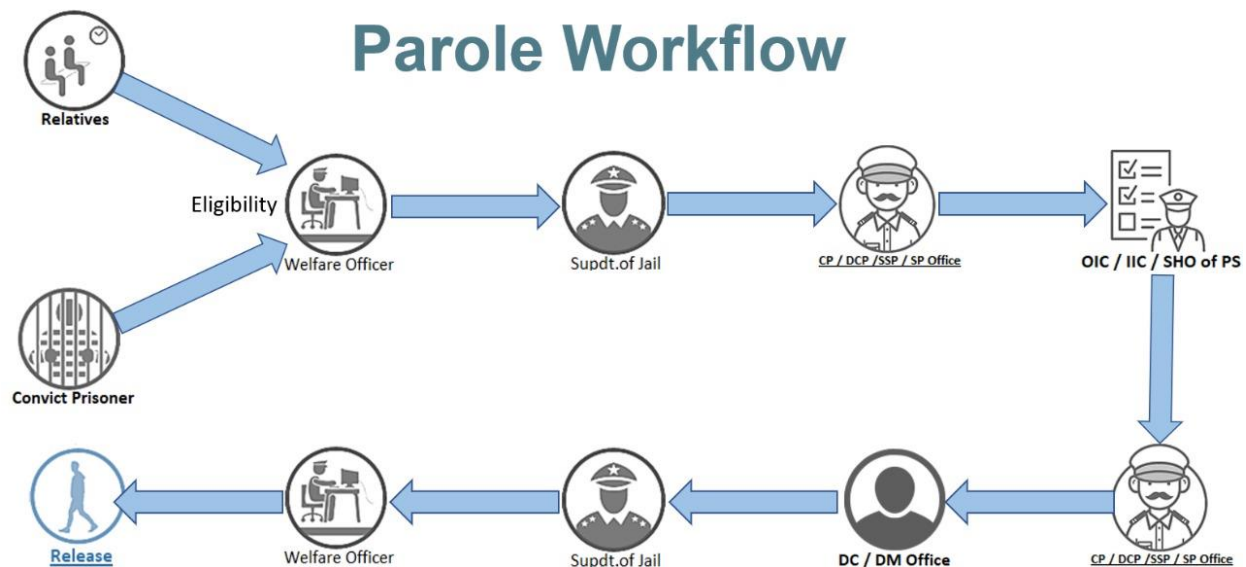 Parole Workflow
Relatives
Eligibility
Welfare Officer
Supdt.of Jail
CP / DCP /SSP / SP Office
OIC / IIC / SHO of PS
Convict Prisoner
Release
Welfare Officer
Supdt.of Jail
DC / DM Office
CP / DCP /SSP / SP Office